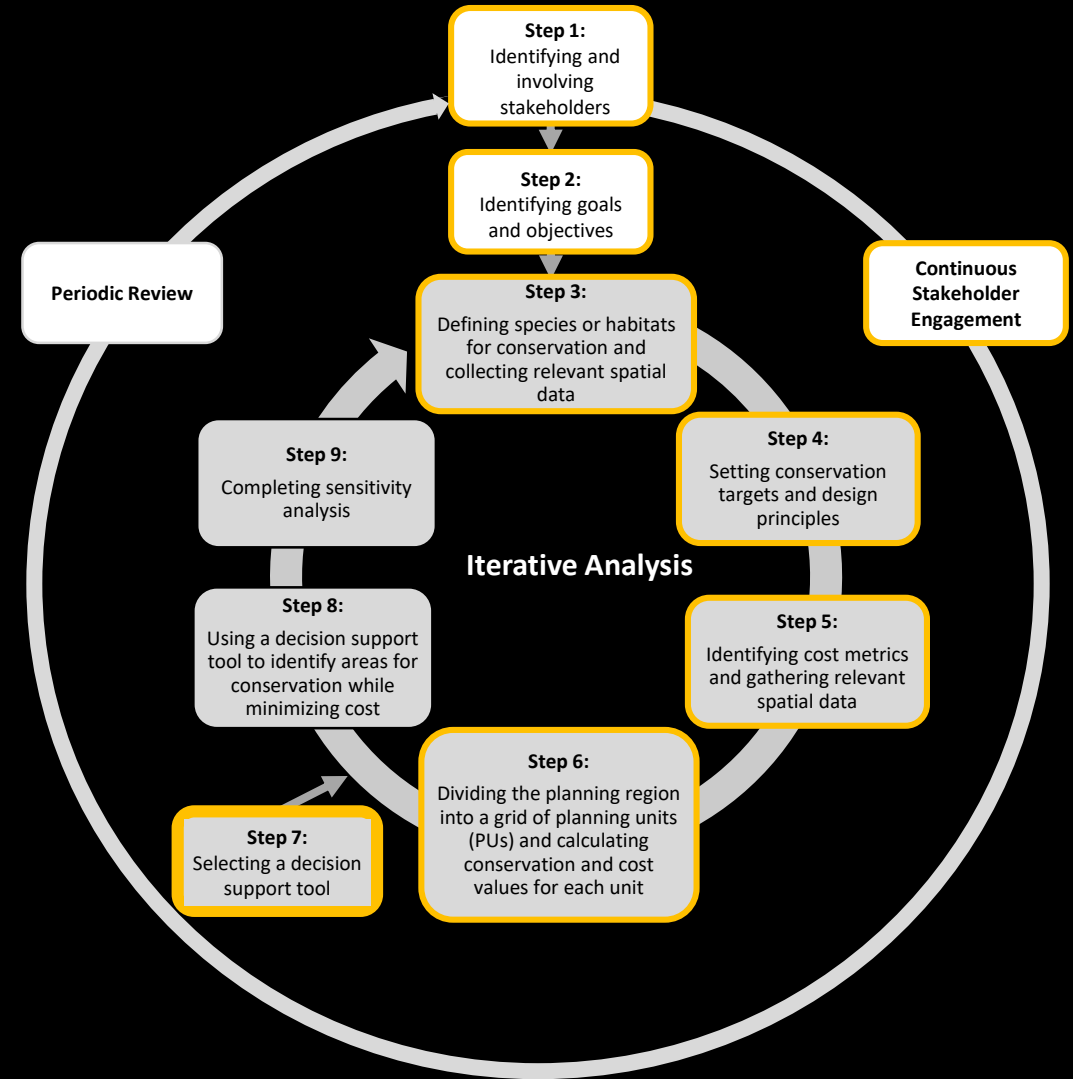 Step 1:
Identifying and
involving
stakeholders
Step 2:
Identifying goals
and objectives
Periodic Review
Continuous
Stakeholder
Engagement
Step 3:
Defining species or habitats
for conservation and
collecting relevant spatial
data
Step 4:
Setting conservation
targets and design
principles
Step 5:
Identifying cost metrics
and gathering relevant
spatial data
Step 6:
Dividing the planning region
into a grid of planning units
(PUs) and calculating
conservation and cost
values for each unit
Step 7:
Selecting a decision
support tool
Step 8:
Using a decision support
tool to identify areas for
conservation while
minimizing cost
Step 9:
Completing sensitivity
analysis
Iterative Analysis